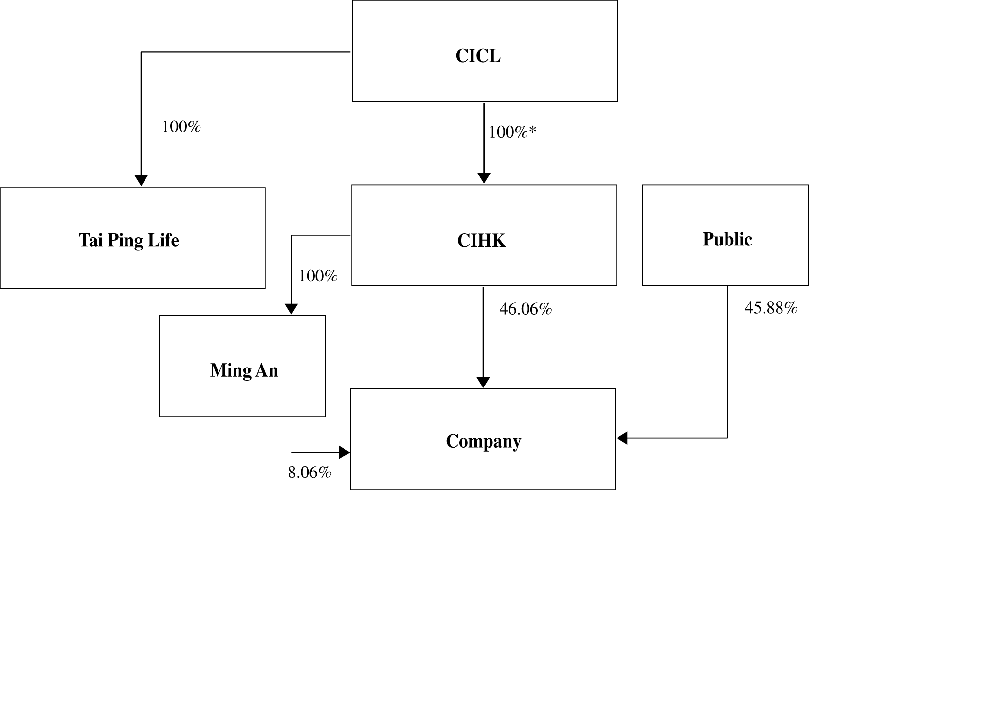 CICL
100%
100%*
Tai Ping Life
CIHK
Public
100%
46.06%
45.88%
Ming An
Company
8.06%